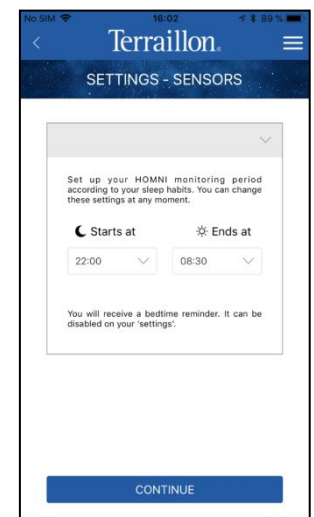 No SIM 16:02 89 %
Terraillon.
SETTINGS - SENSORS
Set up your HOMNI monitoring period
according to your sleep habits. You can change
these settings at any moment.
Starts at Ends at
22:00 08:30
You will receive a bedtime reminder. It can be
disabled on your 'settings'.
CONTINUE